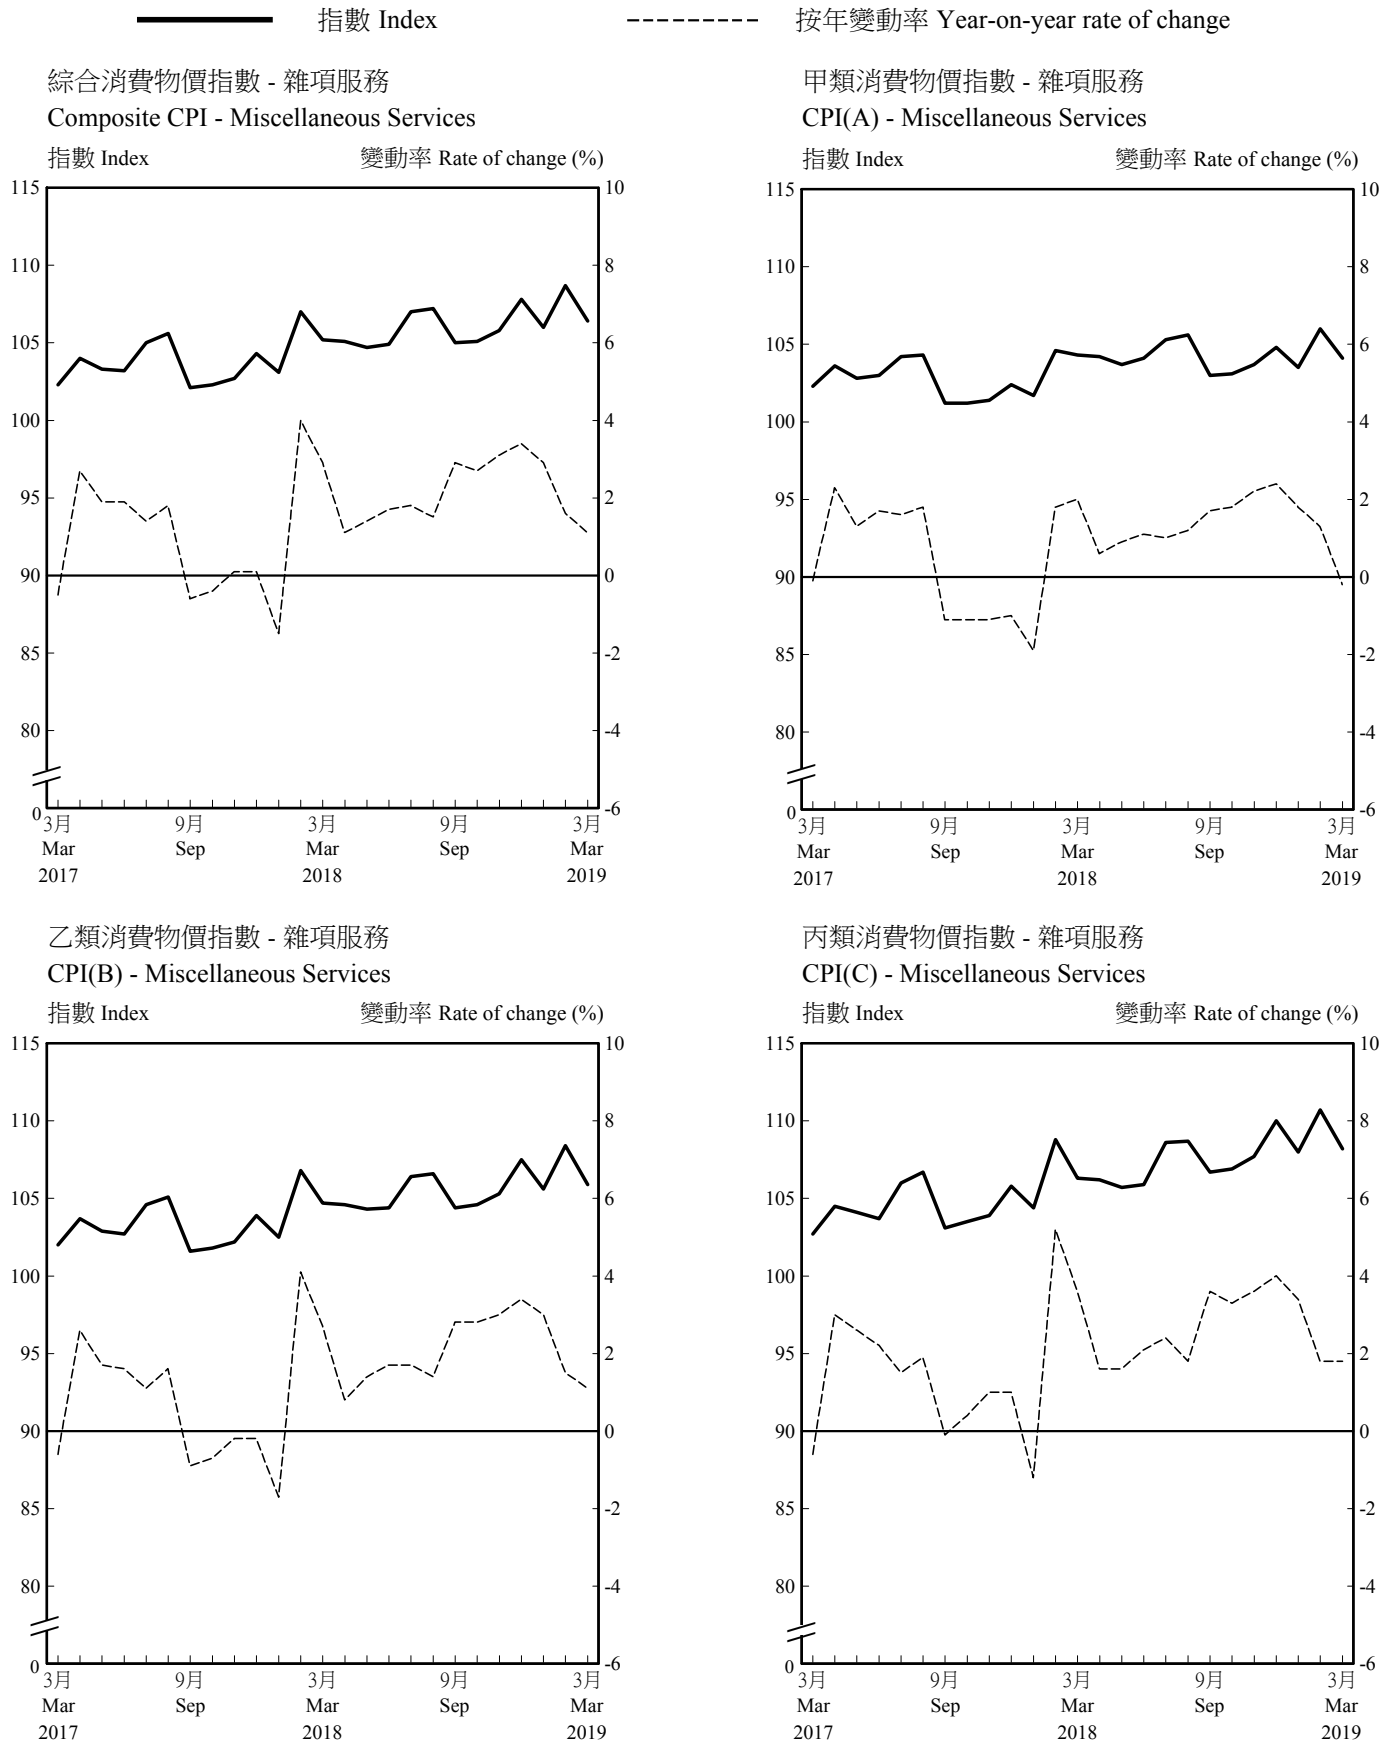 指數 Index
按年變動率 Year-on-year rate of change
綜合消費物價指數 - 雜項服務
Composite CPI - Miscellaneous Services
指數 Index 變動率 Rate of change (%)
115 10
110 8
105 6
100 4
95 2
90 0
85 -2
80 -4
0 -6
3月 9月 3月 9月 3月
Mar Sep Mar Sep Mar
2017 2018 2019
甲類消費物價指數 - 雜項服務
CPI(A) - Miscellaneous Services
指數 Index 變動率 Rate of change (%)
115 10
110 8
105 6
100 4
95 2
90 0
85 -2
80 -4
0 -6
3月 9月 3月 9月 3月
Mar Sep Mar Sep Mar
2017 2018 2019
乙類消費物價指數 - 雜項服務
CPI(B) - Miscellaneous Services
指數 Index 變動率 Rate of change (%)
115 10
110 8
105 6
100 4
95 2
90 0
85 -2
80 -4
0 -6
3月 9月 3月 9月 3月
Mar Sep Mar Sep Mar
2017 2018 2019
丙類消費物價指數 - 雜項服務
CPI(C) - Miscellaneous Services
指數 Index 變動率 Rate of change (%)
115 10
110 8
105 6
100 4
95 2
90 0
85 -2
80 -4
0 -6
3月 9月 3月 9月 3月
Mar Sep Mar Sep Mar
2017 2018 2019